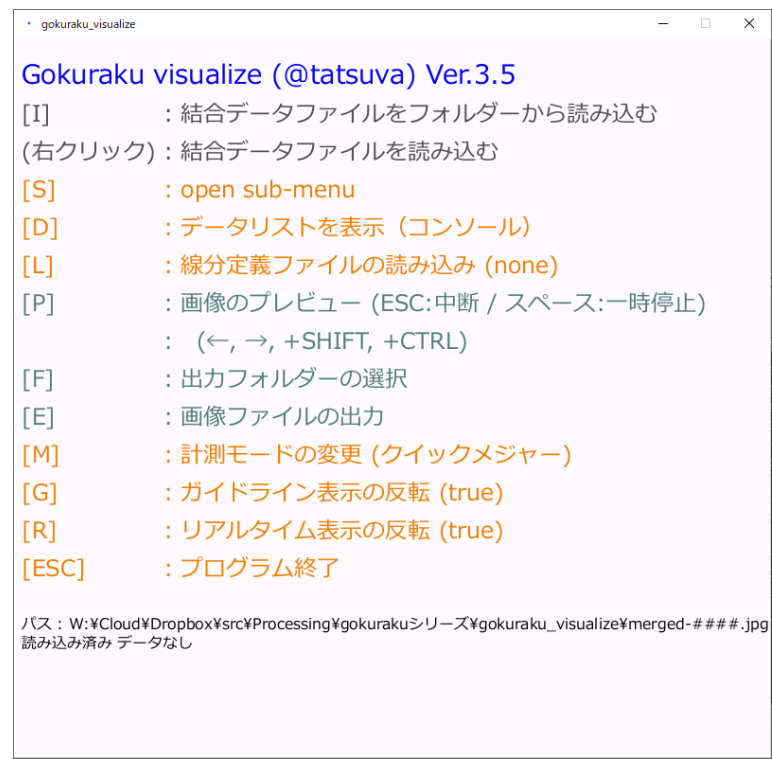 gokuraku_visualize
Gokuraku visualize (@tatsuva) Ver.3.5
[I] : 結合データファイルをフォルダーから読み込む
(右クリック) : 結合データファイルを読み込む
[S] : open sub-menu
[D] : データリストを表示（コンソール）
[L] : 線分定義ファイルの読み込み (none)
[P] : 画像のプレビュー (ESC:中断 / スペース:一時停止)
: (←, →, +SHIFT, +CTRL)
[F] : 出力フォルダーの選択
[E] : 画像ファイルの出力
[M] : 計測モードの変更 (クイックメジャー)
[G] : ガイドライン表示の反転 (true)
[R] : リアルタイム表示の反転 (true)
[ESC] : プログラム終了
パス : W:¥Cloud¥Dropbox¥src¥Processing¥gokurakuシリーズ¥gokuraku_visualize¥merged-####.jpg
読み込み済み データなし